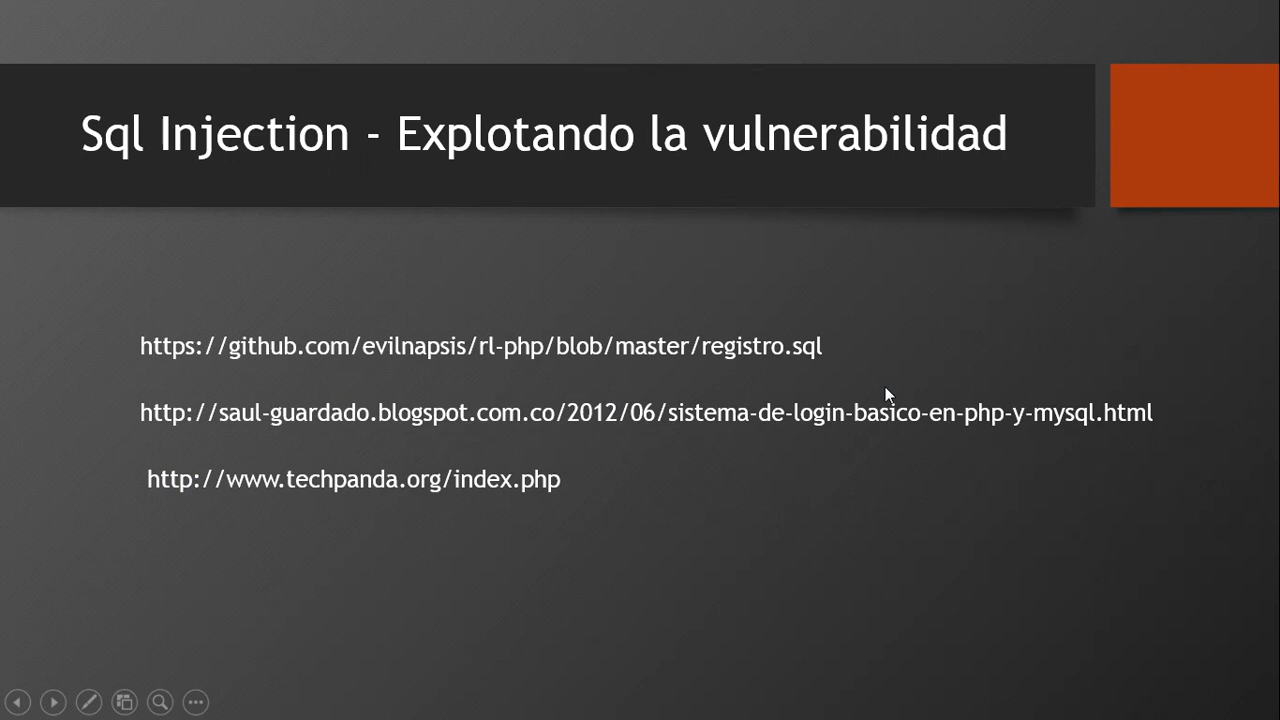 Sql Injection - Explotando la vulnerabilidad
https://github.com/evilnapsis/rl-php/blob/master/registro.sql
http://saul-guardado.blogspot.com.co/2012/06/sistema-de-login-basico-en-php-y-mysql.html
http://www.techpanda.org/index.php